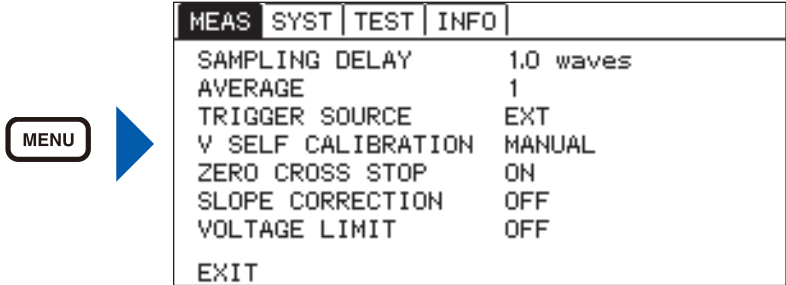 MEAS SYST TEST INFO
SAMPLING DELAY 1.0 waves
AVERAGE 1
TRIGGER SOURCE EXT
MENU
V SELF CALIBRATION MANUAL
ZERO CROSS STOP ON
SLOPE CORRECTION OFF
VOLTAGE LIMIT OFF
EXIT